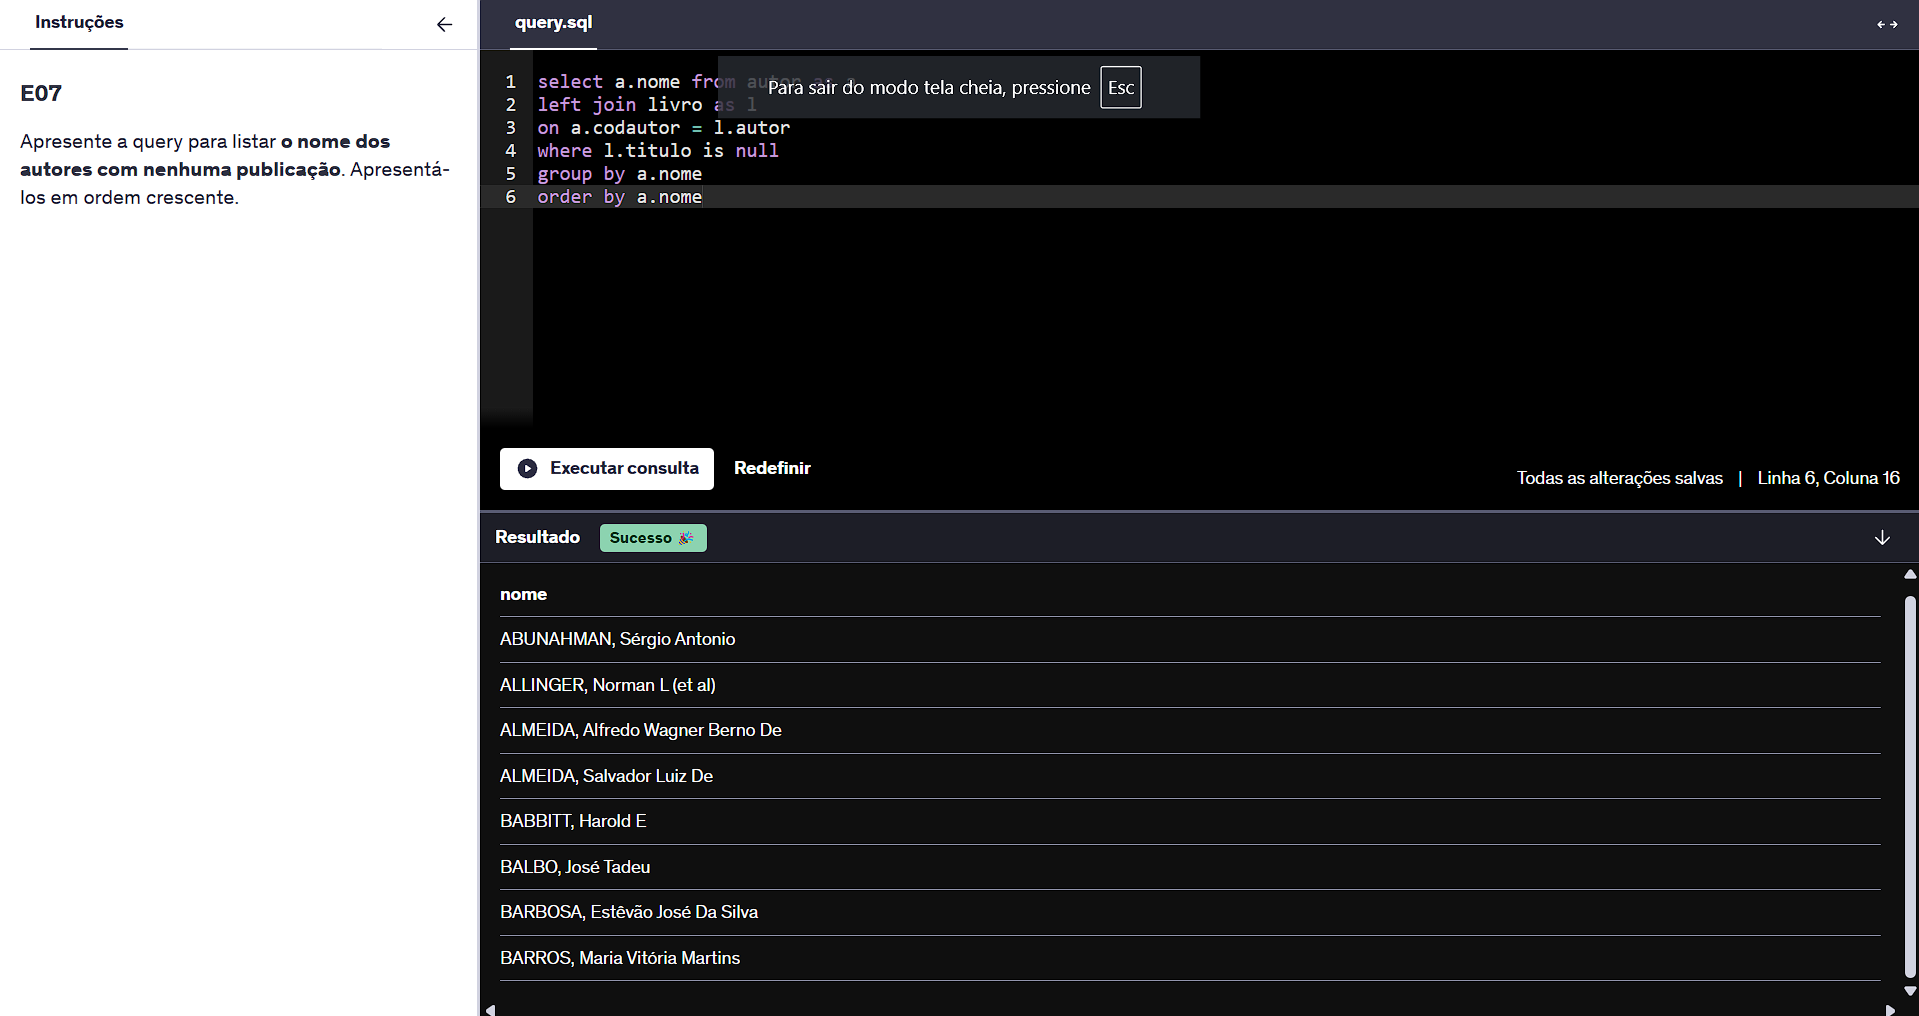 Instruções
E07
Apresente a query para listar o nome dos
autores com nenhuma publicação. Apresentá-
los em ordem crescente.
query.sql
1 select a.nome from autor as a
2 left join livro as l
3 on a.codautor = l.autor
4 where l.titulo is null
5 group by a.nome
6 order by a.nome
Para sair do modo tela cheia, pressione Esc
Executar consulta
Redefinir
Todas as alterações salvas | Linha 6, Coluna 16
Resultado
Sucesso 🎉
nome
ABUNAHMAN, Sérgio Antonio
ALLINGER, Norman L (et al)
ALMEIDA, Alfredo Wagner Berno De
ALMEIDA, Salvador Luiz De
BABBITT, Harold E
BALBO, José Tadeu
BARBOSA, Estêvão José Da Silva
BARROS, Maria Vitória Martins